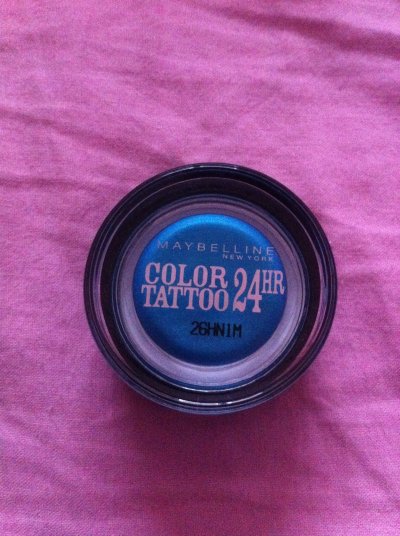 MAYBELLINE
NEW YORK
COLOR
TATTOO 24HR
26HN1M